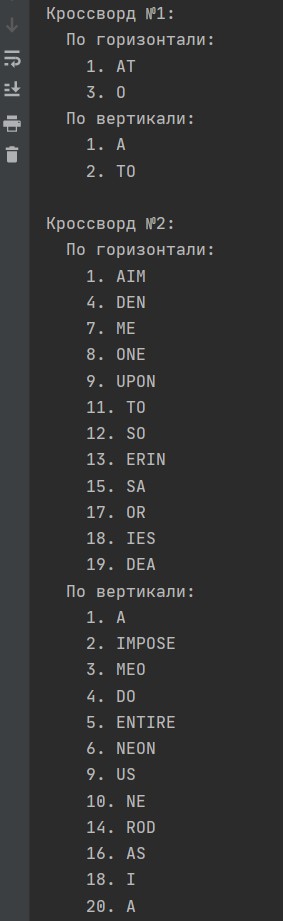 Кроссворд №1:
По горизонтали:
1. AT
3. O
По вертикали:
1. A
2. TO
Кроссворд №2:
По горизонтали:
1. AIM
4. DEN
7. ME
8. ONE
9. UPON
11. TO
12. SO
13. ERIN
15. SA
17. OR
18. IES
19. DEA
По вертикали:
1. A
2. IMPOSE
3. MEO
4. DO
5. ENTIRE
6. NEON
9. US
10. NE
14. ROD
16. AS
18. I
20. A